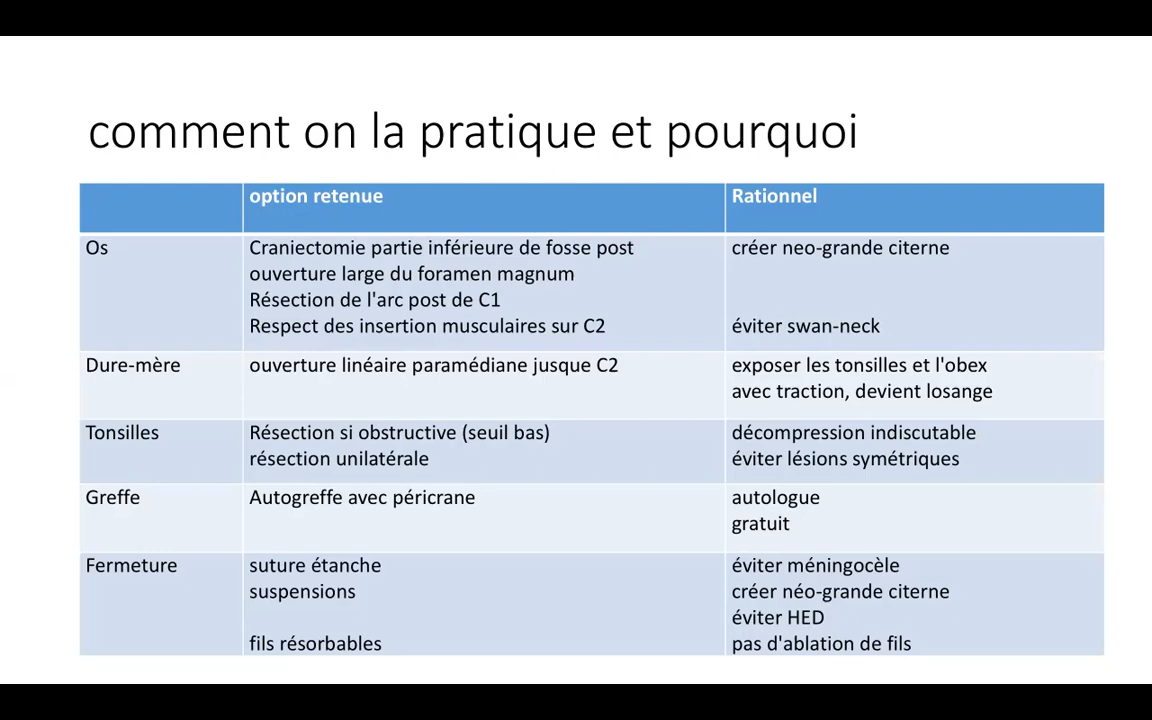 comment on la pratique et pourquoi
option retenue
Rationnel
Os
Craniectomie partie inférieure de fosse post
ouverture large du foramen magnum
Résection de l'arc post de C1
Respect des insertion musculaires sur C2
créer neo-grande citerne
éviter swan-neck
Dure-mère
ouverture linéaire paramédiane jusque C2
exposer les tonsilles et l'obex
avec traction, devient losange
Tonsilles
Résection si obstructive (seuil bas)
résection unilatérale
décompression indiscutable
éviter lésions symétriques
Greffe
Autogreffe avec péricrane
autologue
gratuit
Fermeture
suture étanche
suspensions
fils résorbables
éviter méningocèle
créer néo-grande citerne
éviter HED
pas d'ablation de fils